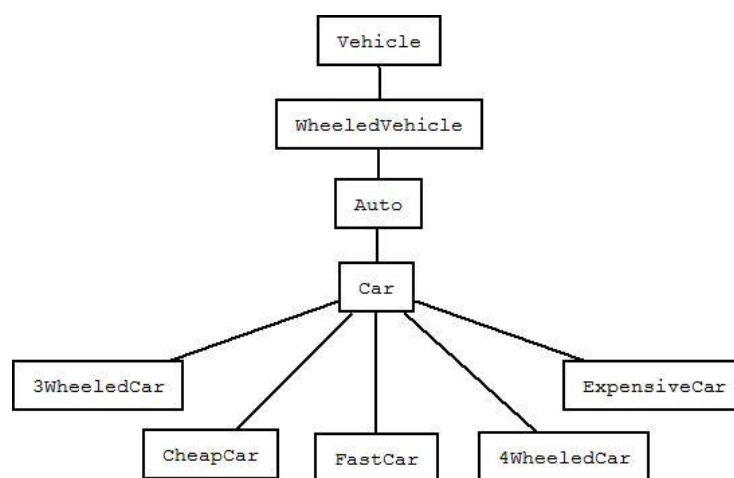 Vehicle
WheeledVehicle
Auto
Car
3WheeledCar
ExpensiveCar
CheapCar
FastCar
4WheeledCar